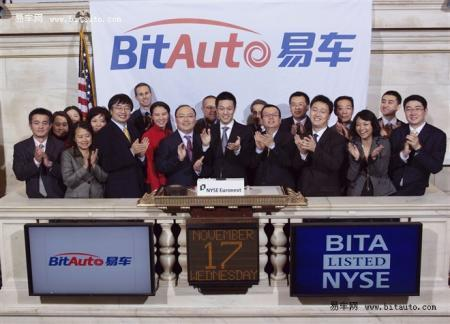 易车网 www.bitauto.com
BitAuto 易车
NYSE Euronext
BitAuto 易车
NOVEMBER
17
WEDNESDAY
BITA
LISTED
NYSE
易车网 www.bitauto.com